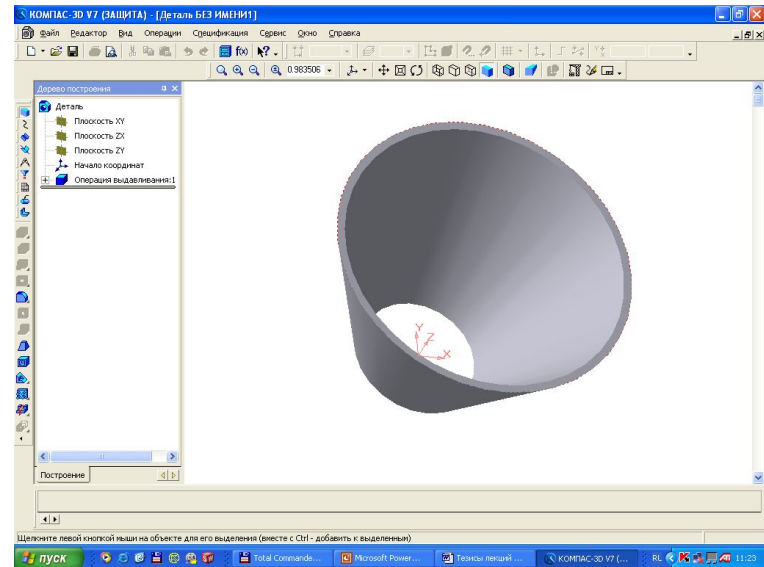 КОМПАС-3D V7 (ЗАЩИТА) - [Деталь БЕЗ ИМЕНИ1]
Файл Редактор Вид Операции Спецификация Сервис Окно Справка
f(x)
0.983506
Дерево построения
Деталь
Плоскость XY
Плоскость ZX
Плоскость ZY
Начало координат
Операция выдавливания:1
Y
Z
X
Построение
Щелкните левой кнопкой мыши на объекте для его выделения (вместе с Ctrl - добавить к выделенным)
пуск Total Commande... Microsoft Power... Тезисы лекций ... КОМПАС-3D V7 (... RL 11:23